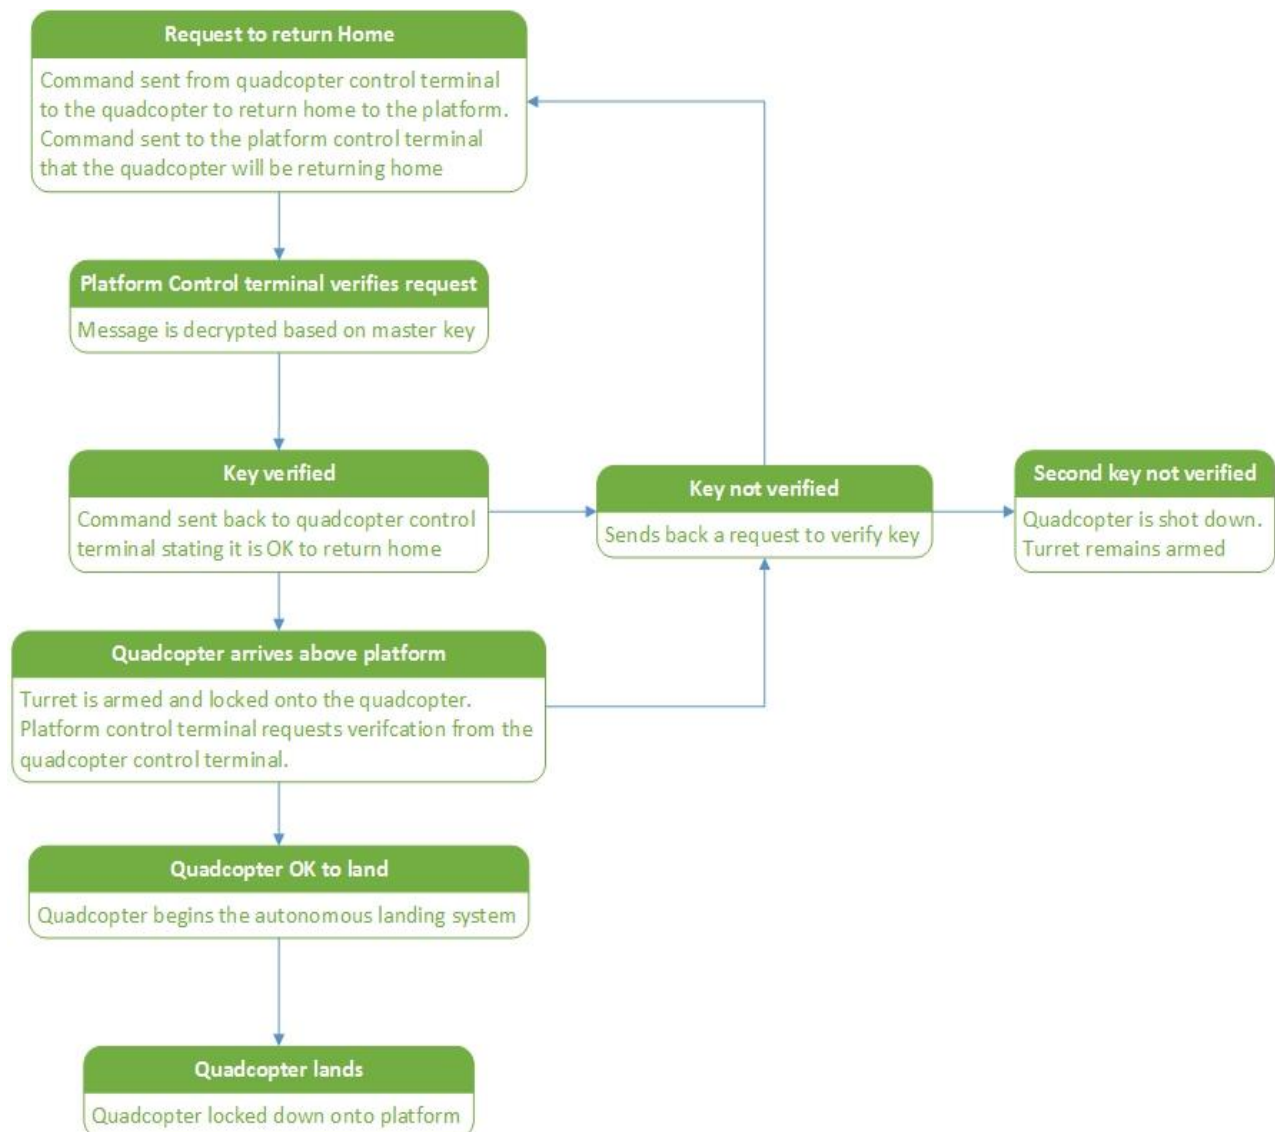 Request to return Home
Command sent from quadcopter control terminal
to the quadcopter to return home to the platform.
Command sent to the platform control terminal
that the quadcopter will be returning home
Platform Control terminal verifies request
Message is decrypted based on master key
Key verified
Command sent back to quadcopter control
terminal stating it is OK to return home
Key not verified
Sends back a request to verify key
Second key not verified
Quadcopter is shot down.
Turret remains armed
Quadcopter arrives above platform
Turret is armed and locked onto the quadcopter.
Platform control terminal requests verifcation from the
quadcopter control terminal.
Quadcopter OK to land
Quadcopter begins the autonomous landing system
Quadcopter lands
Quadcopter locked down onto platform